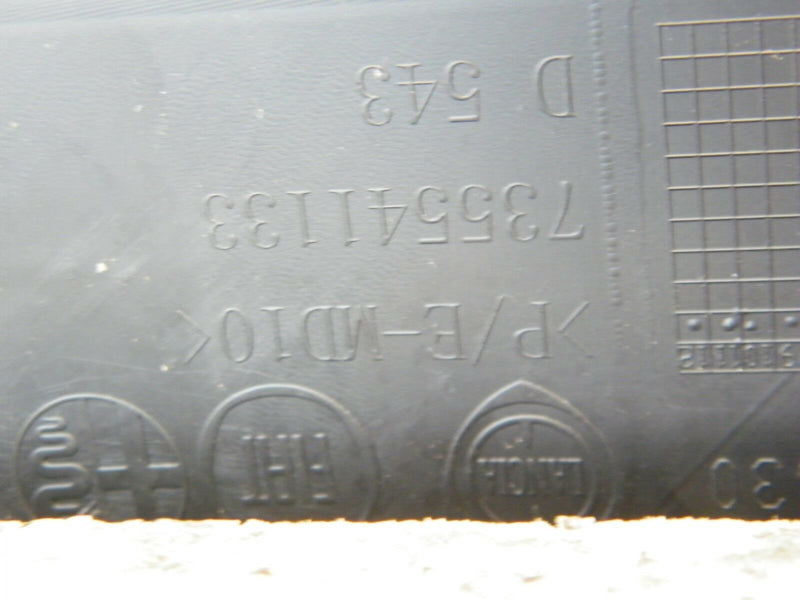 LANCIA FIAT
>P/E-MD10<
735541133
D 543